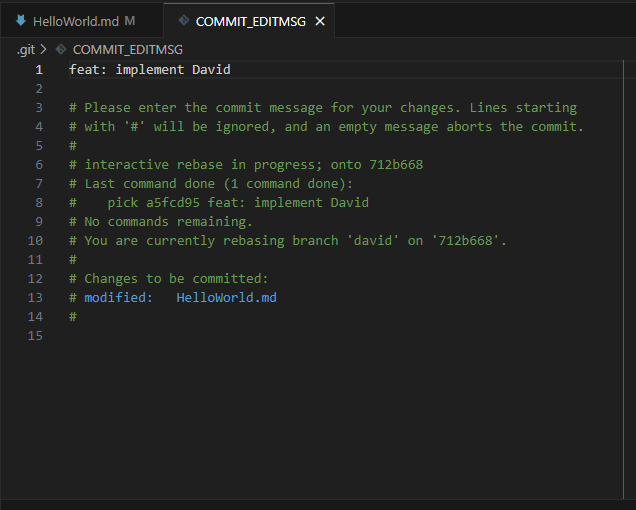 HelloWorld.md M
COMMIT_EDITMSG
.git > COMMIT_EDITMSG
1 feat: implement David
2
3 # Please enter the commit message for your changes. Lines starting
4 # with '#' will be ignored, and an empty message aborts the commit.
5 #
6 # interactive rebase in progress; onto 712b668
7 # Last command done (1 command done):
8 #    pick a5fcd95 feat: implement David
9 # No commands remaining.
10 # You are currently rebasing branch 'david' on '712b668'.
11 #
12 # Changes to be committed:
13 # modified:   HelloWorld.md
14 #
15